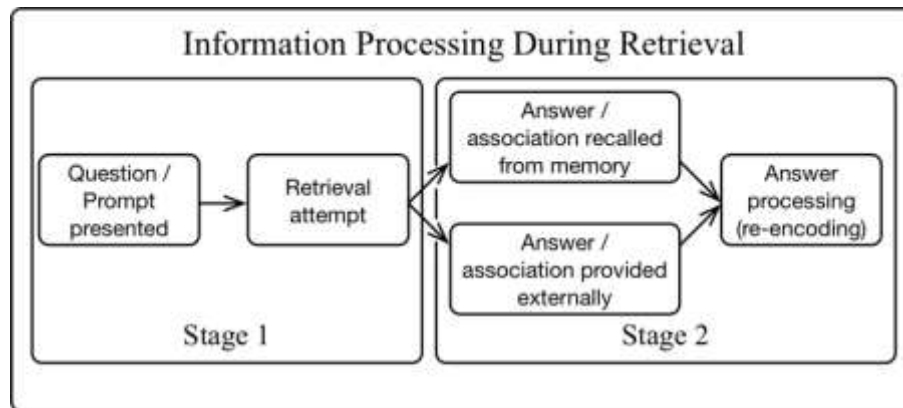 Information Processing During Retrieval
Question /
Prompt
presented
Retrieval
attempt
Stage 1
Answer /
association recalled
from memory
Answer /
association provided
externally
Answer
processing
(re-encoding)
Stage 2